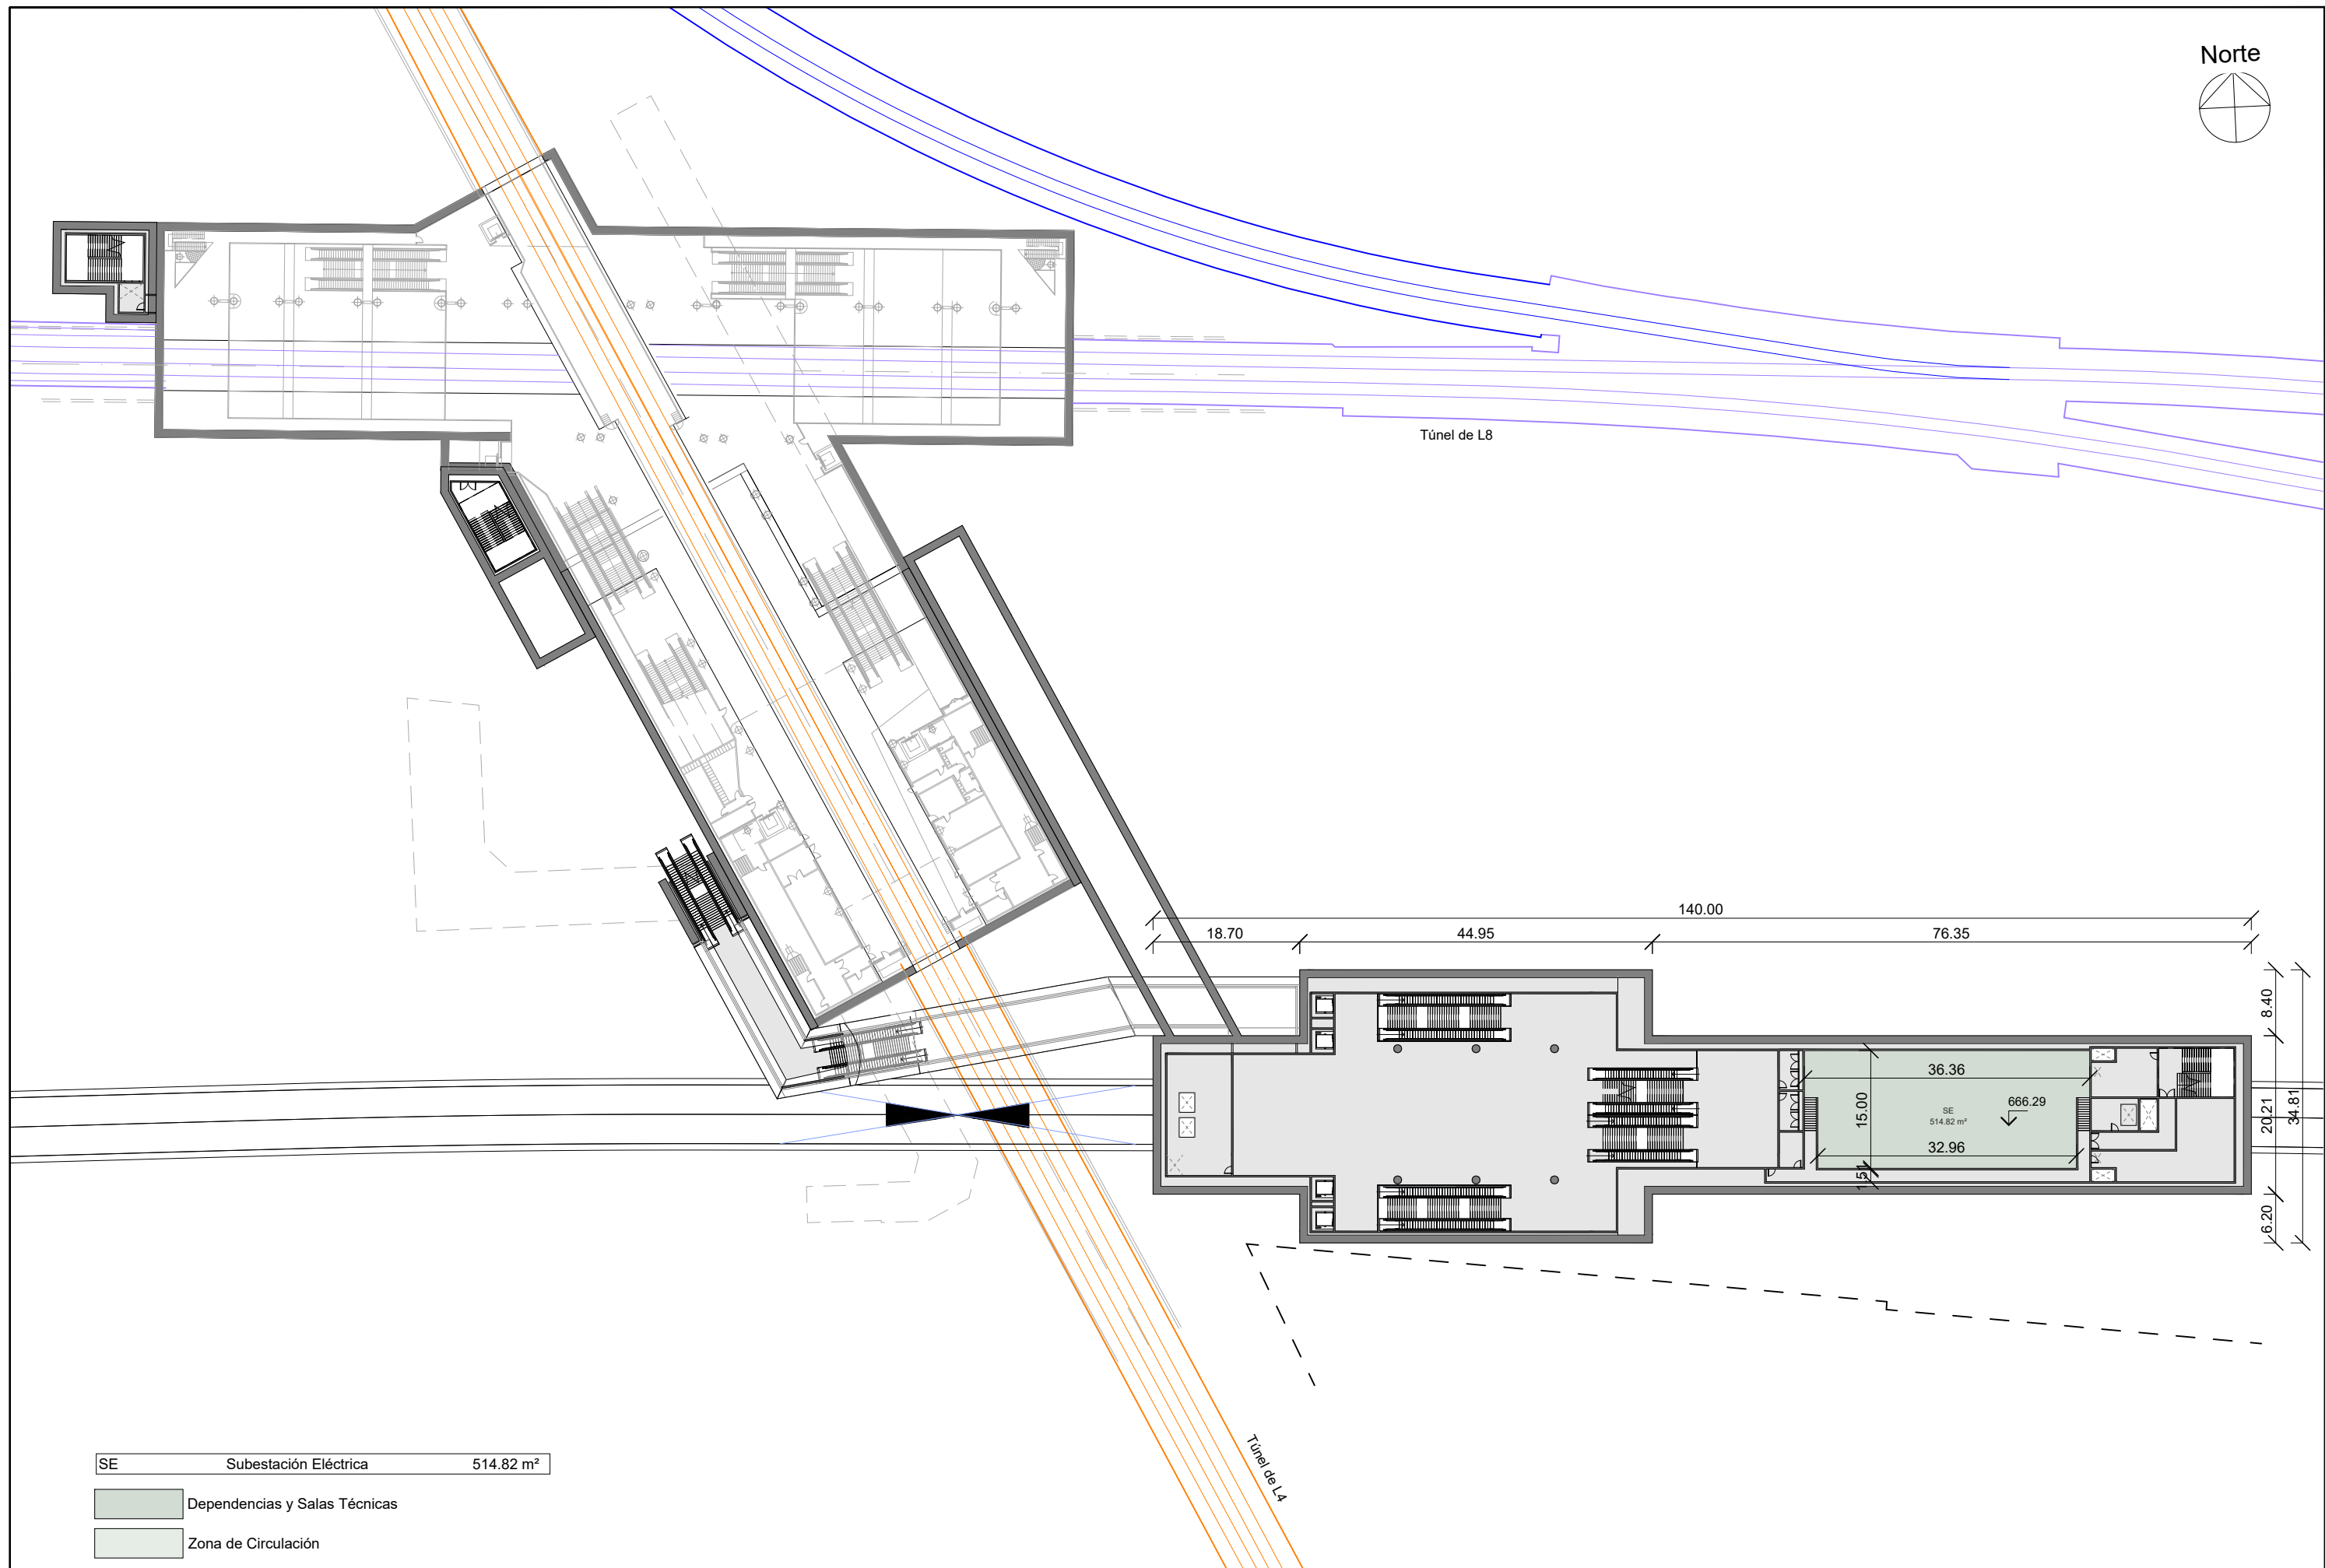 Norte
Túnel de L8
140.00
18.70
44.95
76.35
8.40
20.21
34.81
6.20
36.36
15.00
SE
514.82 m²
666.29
32.96
1.51
Túnel de L4
SE Subestación Eléctrica 514.82 m²
Dependencias y Salas Técnicas
Zona de Circulación